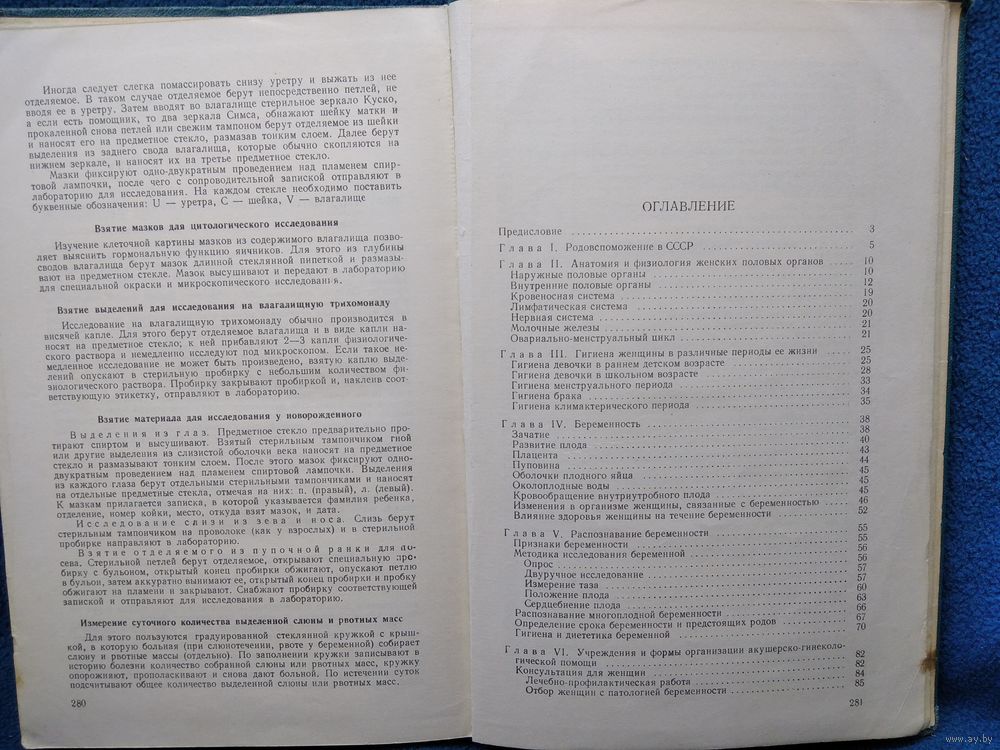 Иногда следует слегка помассировать снизу уретру и выжать из нее
отделяемое. В таком случае отделяемое берут непосредственно петлей, не
вводя ее в уретру. Затем вводят во влагалище стерильное зеркало Куско,
а если есть помощник, то два зеркала Симса, обнажают шейку матки и
прокаленной снова петлей или свежим тампоном берут отделяемое из шейки
и наносят его на предметное стекло, размазав тонким слоем. Далее берут
выделения из заднего свода влагалища, которые обычно скопляются на
нижнем зеркале, и наносят их на третье предметное стекло.
Мазки фиксируют одно-двукратным проведением над пламенем спир-
товой лампочки, после чего с сопроводительной запиской отправляют в
лабораторию для исследования. На каждом стекле необходимо поставить
буквенные обозначения: U — уретра, C — шейка, V — влагалище
Взятие мазков для цитологического исследования
Изучение клеточной картины мазков из содержимого влагалища позво-
ляет выяснить гормональную функцию яичников. Для этого из глубины
сводов влагалища берут мазок длинной стеклянной пипеткой и размазы-
вают на предметном стекле. Мазок высушивают и передают в лабораторию
для специальной окраски и микроскопического исследования.
Взятие выделений для исследования на влагалищную трихомонаду
Исследование на влагалищную трихомонаду обычно производится в
висячей капле. Для этого берут отделяемое влагалища и в виде капли на-
носят на предметное стекло; к ней прибавляют 2—3 капли физиологиче-
ского раствора и немедленно исследуют под микроскопом. Если такое не-
медленное исследование не может быть произведено, взятую каплю выде-
лений опускают в стерильную пробирку с небольшим количеством фи-
зиологического раствора. Пробирку закрывают пробиркой и, наклеив соот-
ветствующую этикетку, отправляют в лабораторию.
Взятие материала для исследования у новорожденного
Выделения из глаз. Предметное стекло предварительно про-
тирают спиртом и высушивают. Взятый стерильным тампончиком гной
или другие выделения из слизистой оболочки века наносят на предметное
стекло и размазывают тонким слоем. После этого мазок фиксируют одно-
двукратным проведением над пламенем спиртовой лампочки. Выделения
из каждого глаза берут отдельными стерильными тампончиками и наносят
на отдельные предметные стекла, отмечая на них: п. (правый), л. (левый).
К мазкам прилагается записка, в которой указывается фамилия ребенка,
отделение, номер койки, место, откуда взят мазок, и дата.
Исследование слизи из зева и носа. Слизь берут
стерильным тампончиком на проволоке (как у взрослых) и в стерильной
пробирке направляют в лабораторию.
Взятие отделяемого из пупочной ранки для по-
сева. Стерильной петлей берут отделяемое, открывают специальную про-
бирку с бульоном, открытый конец пробирки обжигают, опускают петлю
в бульон, затем аккуратно вынимают ее, открытый конец пробирки и пробку
обжигают на пламени и закрывают. Снабжают пробирку соответствующей
запиской и отправляют для исследования в лабораторию.
Измерение суточного количества выделенной слюны и рвотных масс
Для этого пользуются градуированной стеклянной кружкой с крыш-
кой, в которую больная (при слюнотечении, рвоте у беременной) собирает
слюну и рвотные массы (отдельно). По заполнении кружки записывают в
историю болезни количество собранной слюны или рвотных масс, кружку
опорожняют, прополаскивают и снова дают больной. По истечении суток
подсчитывают общее количество выделенной слюны или рвотных масс.
280
ОГЛАВЛЕНИЕ
Предисловие 3
Глава I. Родовспоможение в СССР 5
Глава II. Анатомия и физиология женских половых органов 10
Наружные половые органы 10
Внутренние половые органы 12
Кровеносная система 19
Лимфатическая система 20
Нервная система 20
Молочные железы 21
Овариально-менструальный цикл 21
Глава III. Гигиена женщины в различные периоды ее жизни 25
Гигиена девочки в раннем детском возрасте 25
Гигиена девочки в школьном возрасте 28
Гигиена менструального периода 33
Гигиена брака 34
Гигиена климактерического периода 35
Глава IV. Беременность 38
Зачатие 38
Развитие плода 40
Плацента 43
Пуповина 44
Оболочки плодного яйца 45
Околоплодные воды 45
Кровообращение внутриутробного плода 45
Изменения в организме женщины, связанные с беременностью 46
Влияние здоровья женщины на течение беременности 52
Глава V. Распознавание беременности 55
Признаки беременности 55
Методика исследования беременной 56
Опрос 56
Двуручное исследование 57
Измерение таза 57
Положение плода 60
Сердцебиение плода 63
Распознавание многоплодной беременности 66
Определение срока беременности и предстоящих родов 67
Гигиена и диететика беременной 70
Глава VI. Учреждения и формы организации акушерско-гинеколо-
гической помощи 82
Консультация для женщин 82
Лечебно-профилактическая работа 84
Отбор женщин с патологией беременности 85
281
www.ay.by